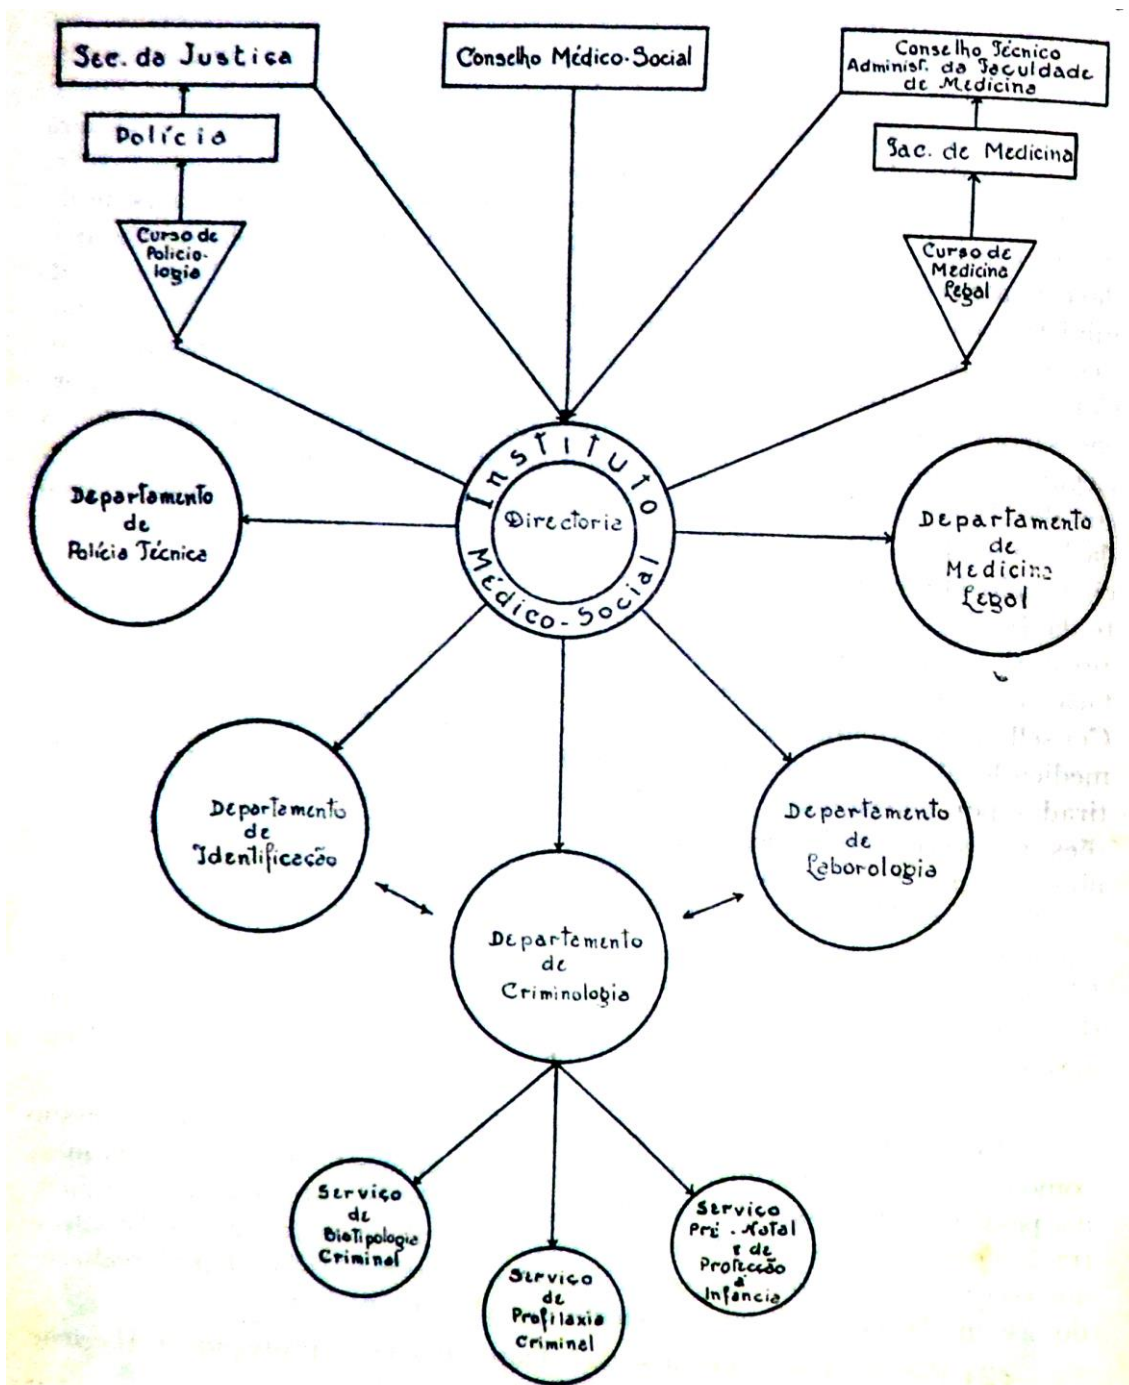 Sec. da Justiça
Conselho Médico-Social
Conselho Técnico
Administ. da Faculdade
de Medicina
Polícia
Fac. de Medicina
Curso de
Policio-
logia
Curso de
Medicina
Legal
Instituto
Médico-Social
Directoria
Departamento
de
Polícia Técnica
Departamento
de
Medicina
Legal
Departamento
de
Identificação
Departamento
de
Laborologia
Departamento
de
Criminologia
Serviço
de
Biotipologia
Criminal
Serviço
de
Profilaxia
Criminal
Serviço
Pré-Natal
e de
Protecção
à
Infância